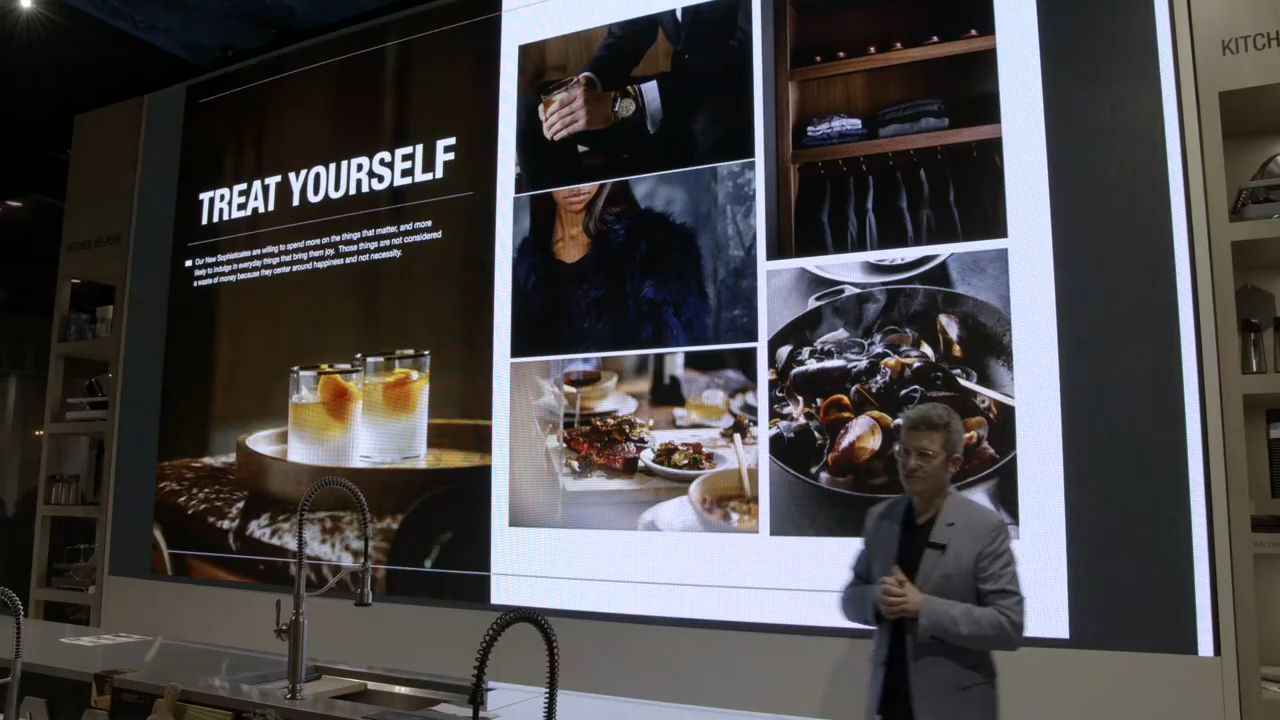 KITCH
TREAT YOURSELF
KITCHEN HELPERS
Our New Sophisticates are willing to spend more on the things that matter, and more
likely to indulge in everyday things that bring them joy. Those things are not considered
a waste of money because they center around happiness and not necessity.